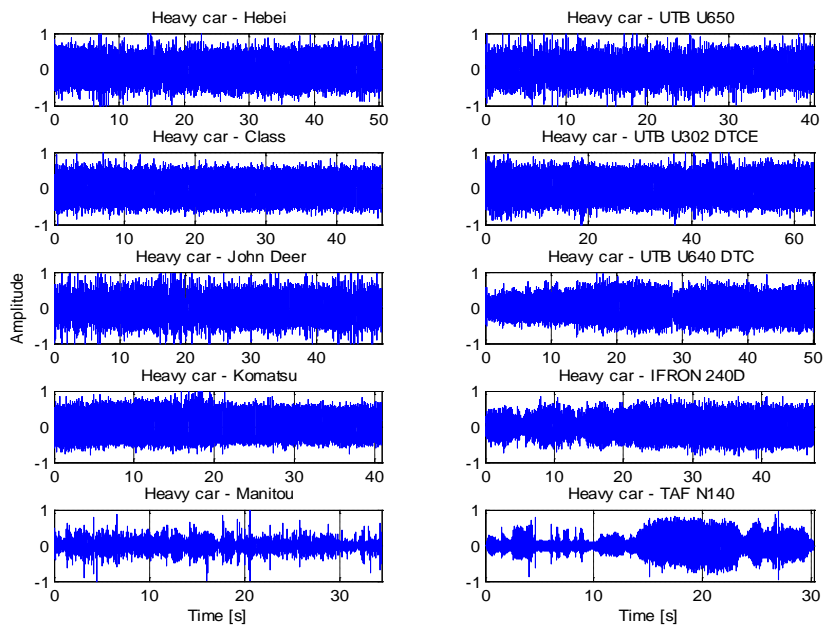 Heavy car - Hebei
1
0
-1
0 10 20 30 40 50
Heavy car - Class
1
0
-1
0 10 20 30 40
Heavy car - John Deer
1
0
-1
0 10 20 30 40
Heavy car - Komatsu
1
0
-1
0 10 20 30 40
Heavy car - Manitou
1
0
-1
0 10 20 30
Time [s]
Amplitude
Heavy car - UTB U650
1
0
-1
0 10 20 30 40
Heavy car - UTB U302 DTCE
1
0
-1
0 20 40 60
Heavy car - UTB U640 DTC
1
0
-1
0 10 20 30 40 50
Heavy car - IFRON 240D
1
0
-1
0 10 20 30 40
Heavy car - TAF N140
1
0
-1
0 10 20 30
Time [s]